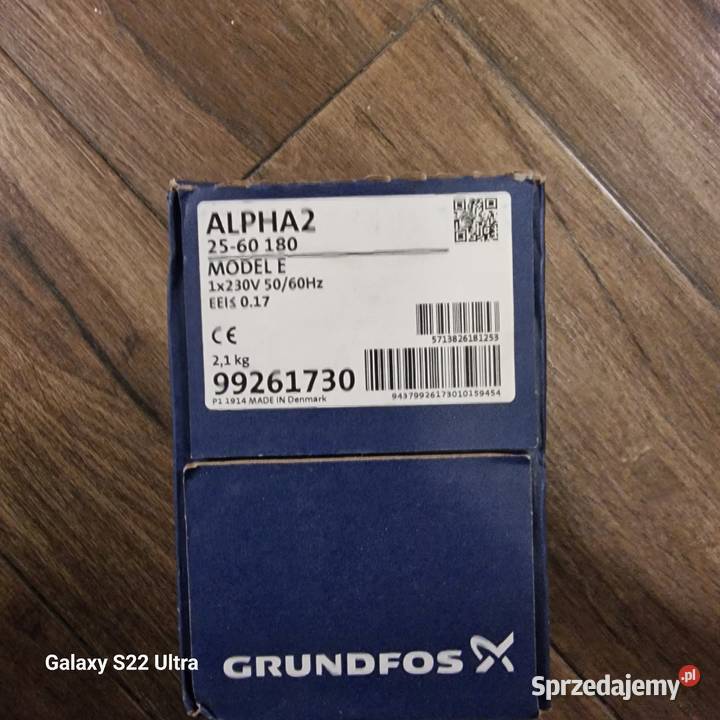 ALPHA2
25-60 180
MODEL E
1x230V 50/60Hz
EEI≤ 0.17
CE
5713826181253
2,1 kg
99261730
94379926173010159454
P1 1914 MADE IN Denmark
GRUNDFOS
Galaxy S22 Ultra
Sprzedajemy.pl